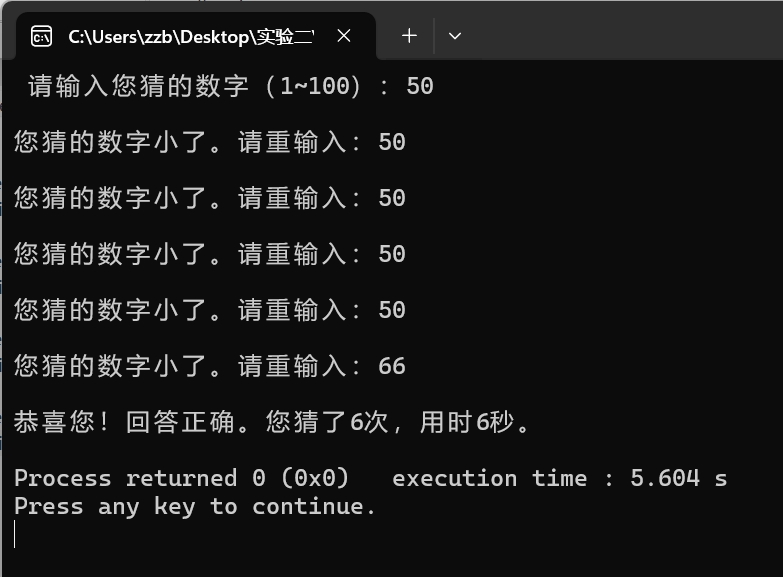 C:\Users\zzb\Desktop\实验二
请输入您猜的数字（1~100）：50
您猜的数字小了。请重输入：50
您猜的数字小了。请重输入：50
您猜的数字小了。请重输入：50
您猜的数字小了。请重输入：50
您猜的数字小了。请重输入：66
恭喜您！回答正确。您猜了6次，用时6秒。
Process returned 0 (0x0)   execution time : 5.604 s
Press any key to continue.